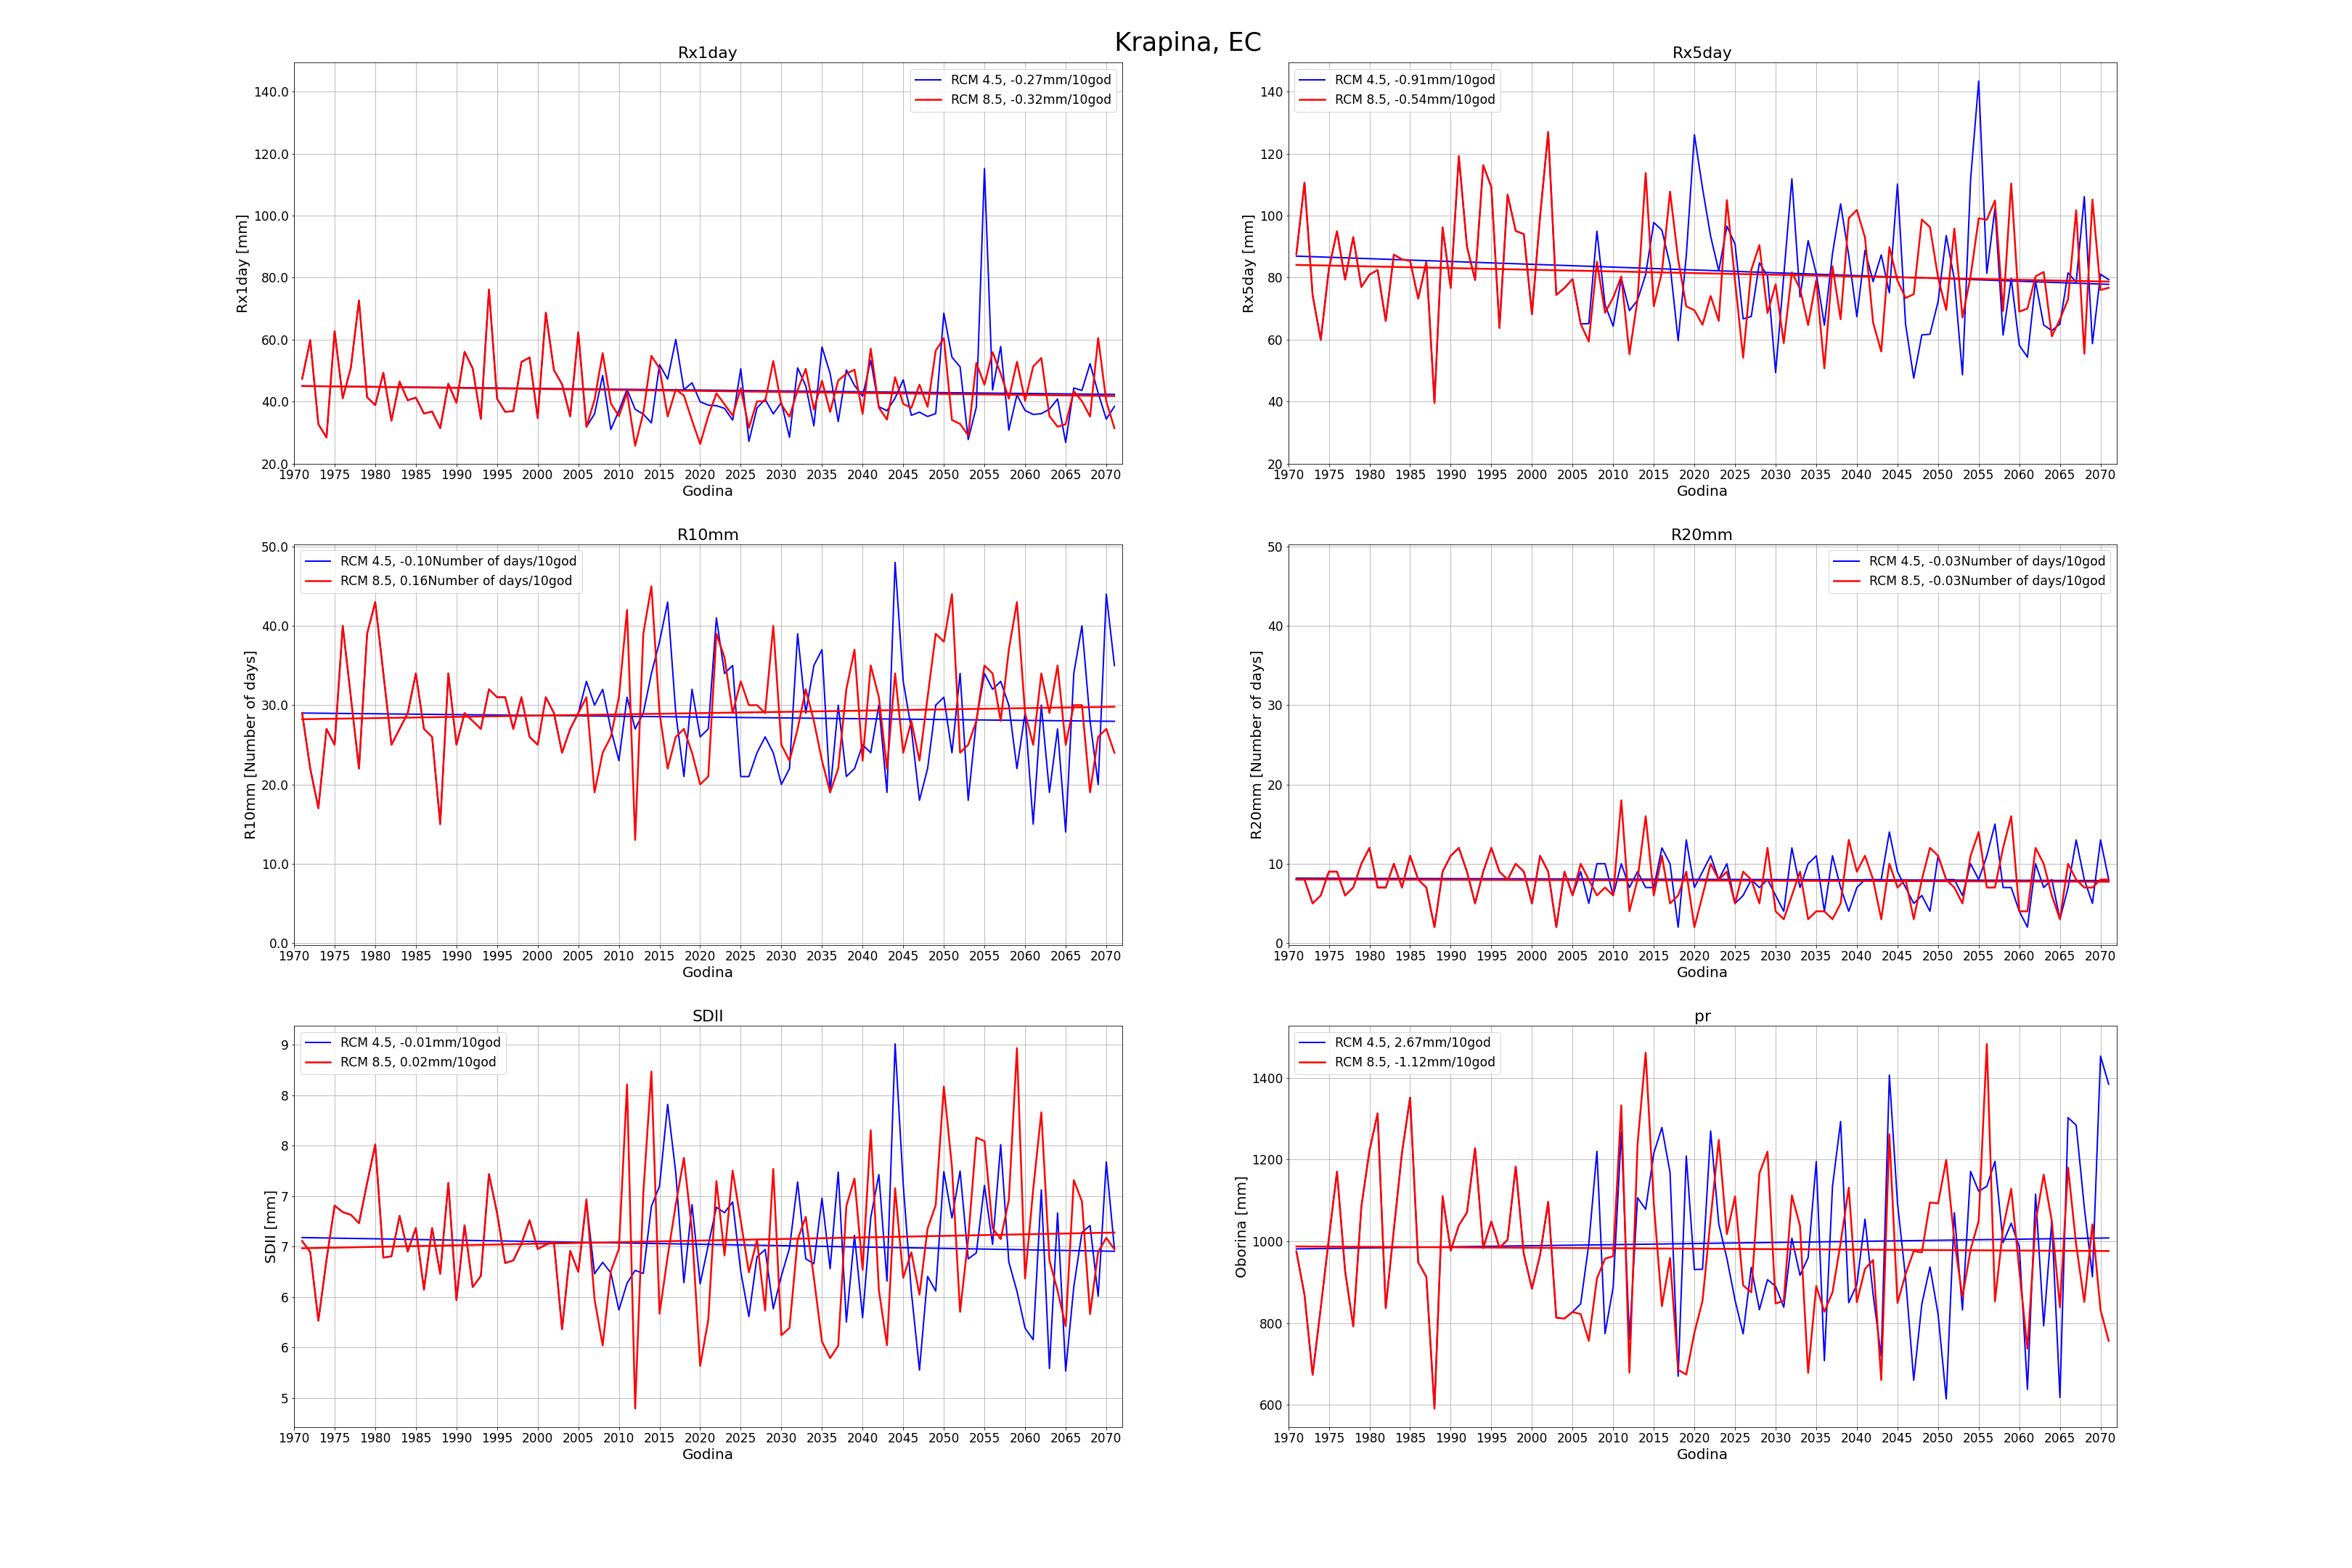 Krapina, EC
Rx1day
RCM 4.5, -0.27mm/10god
RCM 8.5, -0.32mm/10god
Rx1day [mm]
140.0
120.0
100.0
80.0
60.0
40.0
20.0
1970 1975 1980 1985 1990 1995 2000 2005 2010 2015 2020 2025 2030 2035 2040 2045 2050 2055 2060 2065 2070
Godina
Rx5day
RCM 4.5, -0.91mm/10god
RCM 8.5, -0.54mm/10god
Rx5day [mm]
140
120
100
80
60
40
20
1970 1975 1980 1985 1990 1995 2000 2005 2010 2015 2020 2025 2030 2035 2040 2045 2050 2055 2060 2065 2070
Godina
R10mm
RCM 4.5, -0.10Number of days/10god
RCM 8.5, 0.16Number of days/10god
R10mm [Number of days]
50.0
40.0
30.0
20.0
10.0
0.0
1970 1975 1980 1985 1990 1995 2000 2005 2010 2015 2020 2025 2030 2035 2040 2045 2050 2055 2060 2065 2070
Godina
R20mm
RCM 4.5, -0.03Number of days/10god
RCM 8.5, -0.03Number of days/10god
R20mm [Number of days]
50
40
30
20
10
0
1970 1975 1980 1985 1990 1995 2000 2005 2010 2015 2020 2025 2030 2035 2040 2045 2050 2055 2060 2065 2070
Godina
SDII
RCM 4.5, -0.01mm/10god
RCM 8.5, 0.02mm/10god
SDII [mm]
9
8
8
7
7
6
6
5
1970 1975 1980 1985 1990 1995 2000 2005 2010 2015 2020 2025 2030 2035 2040 2045 2050 2055 2060 2065 2070
Godina
pr
RCM 4.5, 2.67mm/10god
RCM 8.5, -1.12mm/10god
Oborina [mm]
1400
1200
1000
800
600
1970 1975 1980 1985 1990 1995 2000 2005 2010 2015 2020 2025 2030 2035 2040 2045 2050 2055 2060 2065 2070
Godina